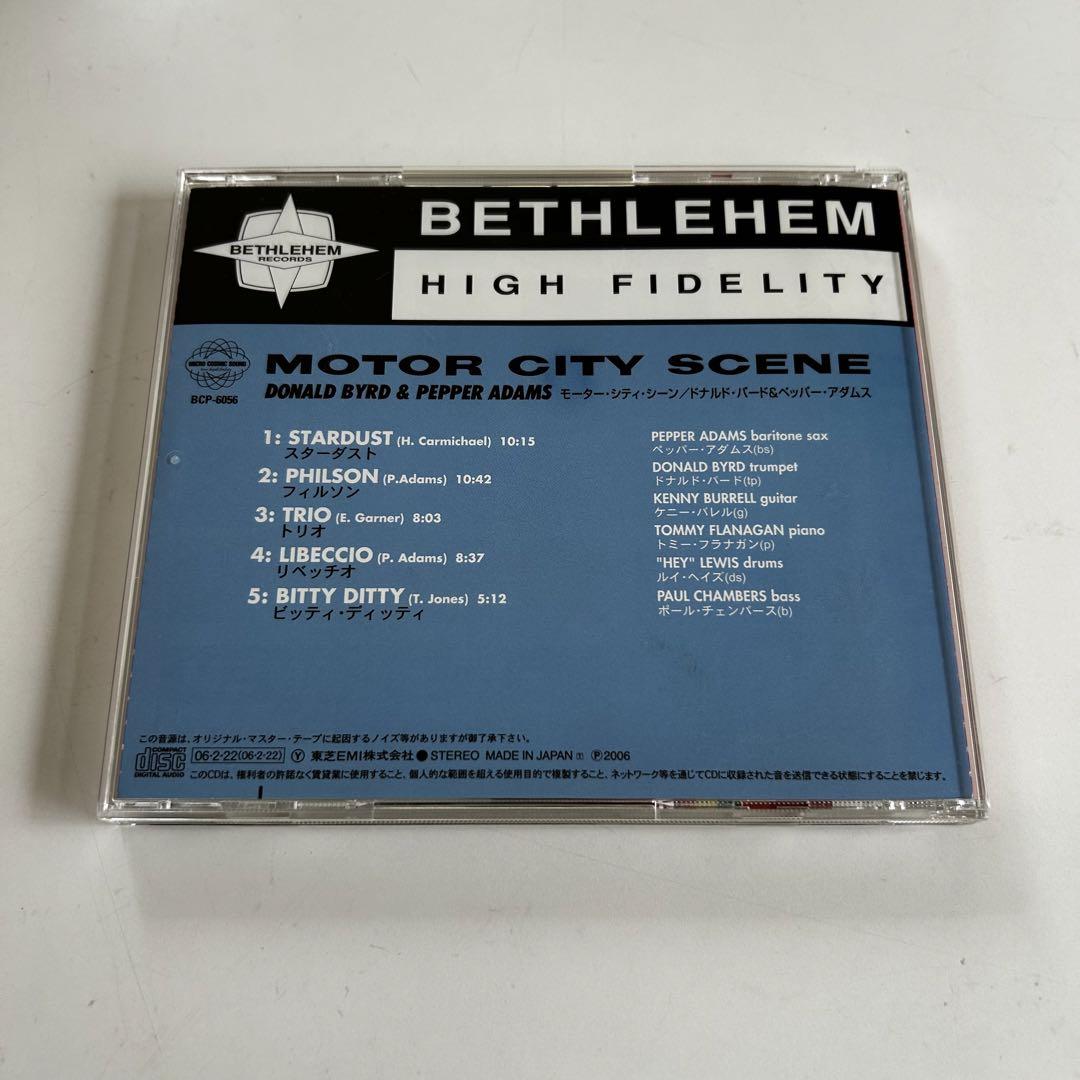 BETHLEHEM
RECORDS
BETHLEHEM
HIGH FIDELITY
MICRO COSMIC SOUND
BCP-6056
MOTOR CITY SCENE
DONALD BYRD & PEPPER ADAMS モーター・シティ・シーン/ドナルド・バード&ペッパー・アダムス
1: STARDUST (H. Carmichael) 10:15
スターダスト
2: PHILSON (P.Adams) 10:42
フィルソン
3: TRIO (E. Garner) 8:03
トリオ
4: LIBECCIO (P. Adams) 8:37
リベッチオ
5: BITTY DITTY (T. Jones) 5:12
ビッティ・ディッティ
PEPPER ADAMS baritone sax
ペッパー・アダムス(bs)
DONALD BYRD trumpet
ドナルド・バード(tp)
KENNY BURRELL guitar
ケニー・バレル(g)
TOMMY FLANAGAN piano
トミー・フラナガン(p)
"HEY" LEWIS drums
ルイ・ヘイズ(ds)
PAUL CHAMBERS bass
ポール・チェンバース(b)
この音源は、オリジナル・マスター・テープに起因するノイズ等がありますが御了承下さい。
COMPACT disc DIGITAL AUDIO
06-2-22(06-2-22) Ⓨ 東芝EMI株式会社 ● STEREO MADE IN JAPAN ℗2006
このCDは、権利者の許諾なく賃貸業に使用すること、個人的な範囲を超える使用目的で複製すること、ネットワーク等を通じてCDに収録された音を送信できる状態にすることを禁じます。